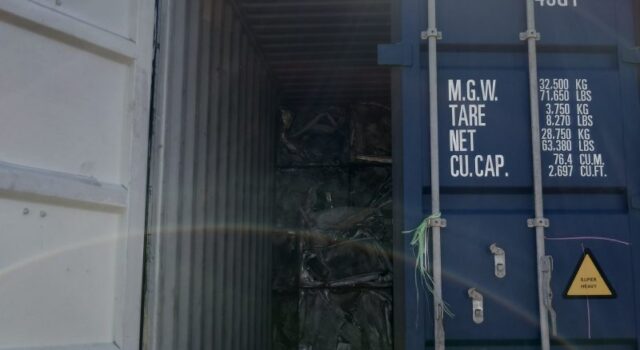 M.G.W. 32.500 KG
71.650 LBS
TARE 3.750 KG
8.270 LBS
NET 28.750 KG
63.380 LBS
CU.CAP. 76.4 CU.M.
2.697 CU.FT.
SUPER
HEAVY